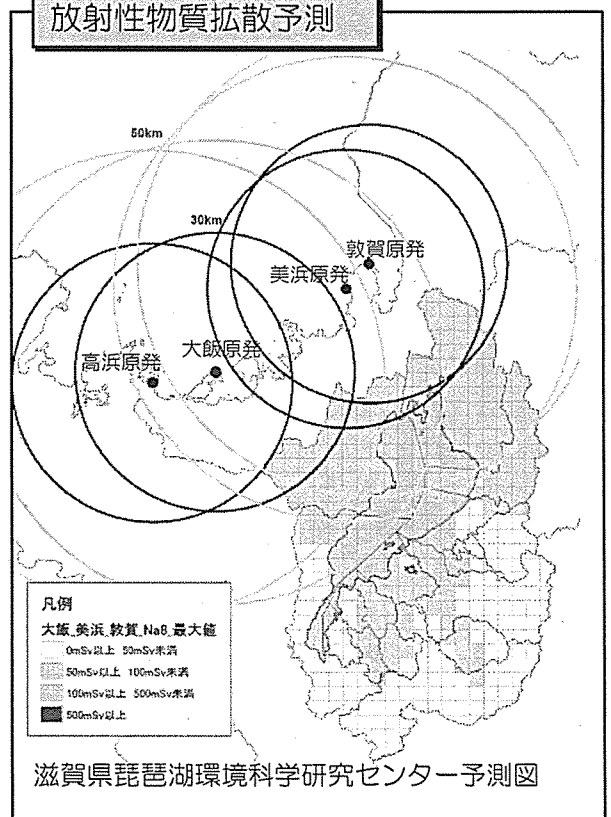 放射性物質拡散予測
50km
30km
敦賀原発
美浜原発
大飯原発
高浜原発
凡例
大飯_美浜_敦賀_NaB_最大値
0mSv以上 50mSv未満
50mSv以上 100mSv未満
100mSv以上 500mSv未満
500mSv以上
滋賀県琵琶湖環境科学研究センター予測図